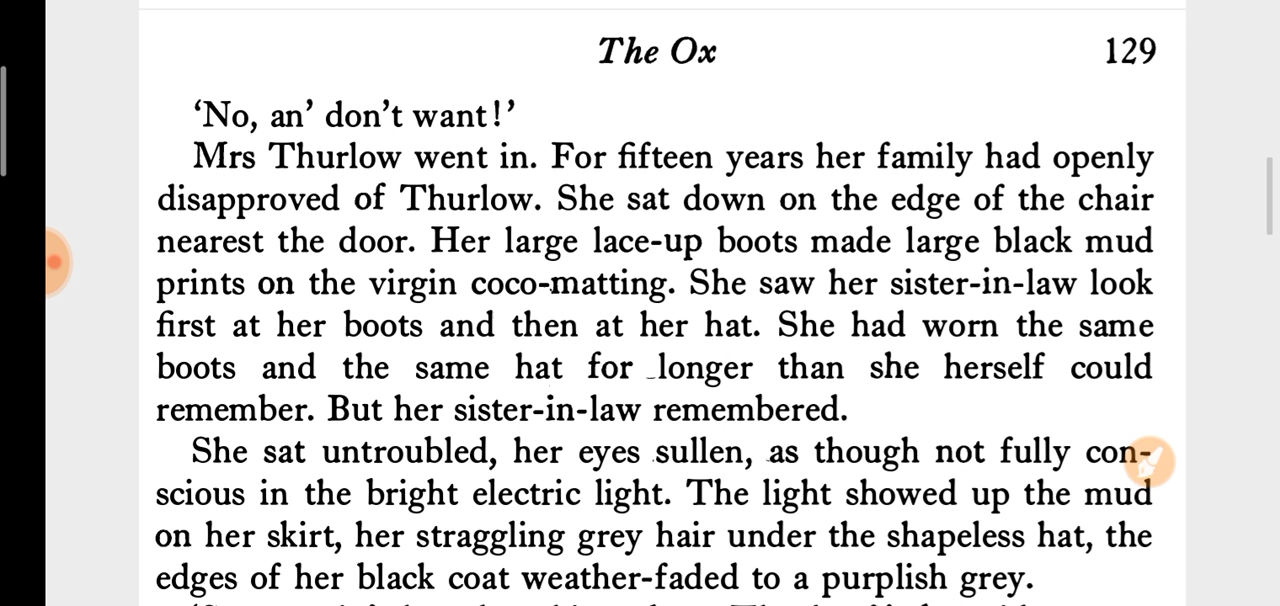 The Ox 129
‘No, an’ don’t want!’
Mrs Thurlow went in. For fifteen years her family had openly
disapproved of Thurlow. She sat down on the edge of the chair
nearest the door. Her large lace-up boots made large black mud
prints on the virgin coco-matting. She saw her sister-in-law look
first at her boots and then at her hat. She had worn the same
boots and the same hat for longer than she herself could
remember. But her sister-in-law remembered.
She sat untroubled, her eyes sullen, as though not fully con-
scious in the bright electric light. The light showed up the mud
on her skirt, her straggling grey hair under the shapeless hat, the
edges of her black coat weather-faded to a purplish grey.